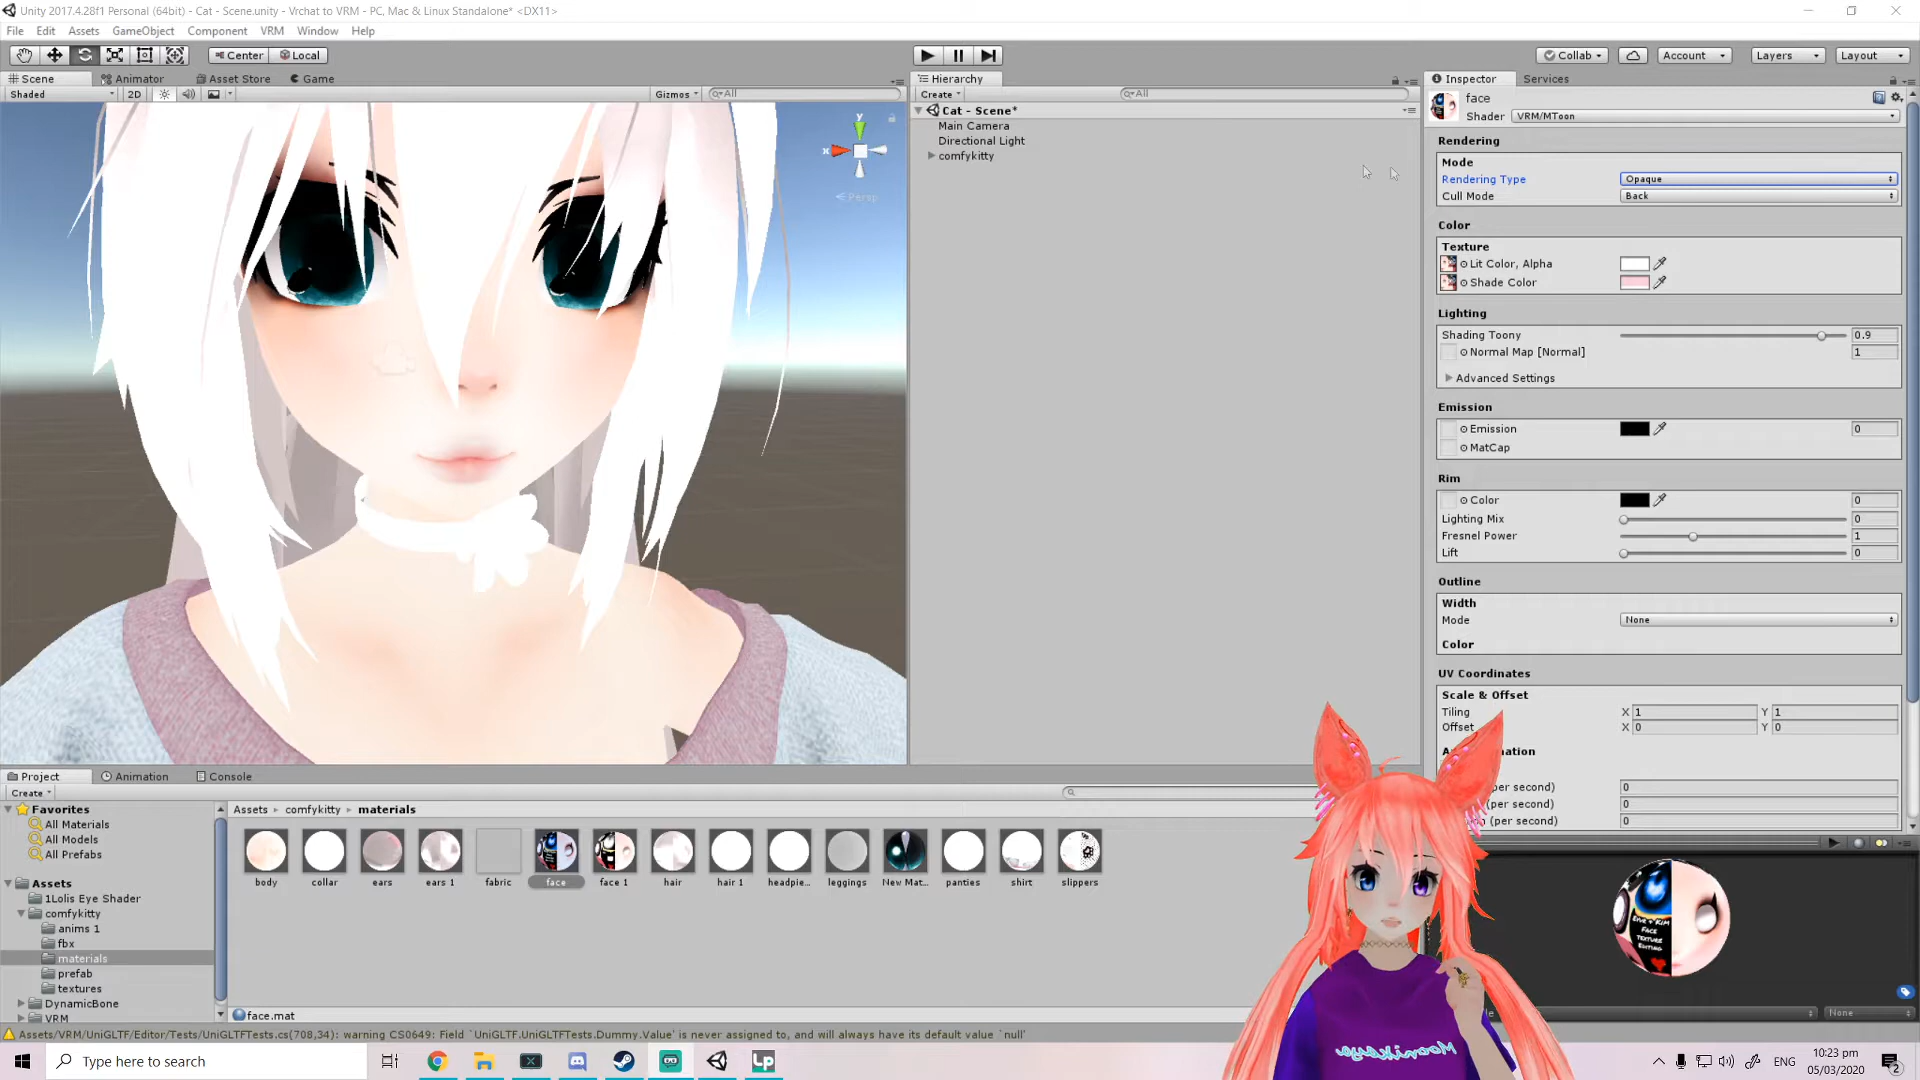 Unity 2017.4.28f1 Personal (64bit) - Cat - Scene.unity - Vrchat to VRM - PC, Mac & Linux Standalone* <DX11>
File Edit Assets GameObject Component VRM Window Help
Center Local Collab Account Layers Layout
Scene Animator Asset Store Game
Shaded 2D Gizmos All
y
x
Persp
Hierarchy
Create All
Cat - Scene*
Main Camera
Directional Light
comfykitty
Inspector Services
face
Shader VRM/MToon
Rendering
Mode
Rendering Type Opaque
Cull Mode Back
Color
Texture
Lit Color, Alpha
Shade Color
Lighting
Shading Toony 0.9
Normal Map [Normal] 1
Advanced Settings
Emission
Emission 0
MatCap
Rim
Color 0
Lighting Mix 0
Fresnel Power 1
Lift 0
Outline
Width
Mode None
Color
UV Coordinates
Scale & Offset
Tiling X 1 Y 1
Offset X 0 Y 0
(per second) 0
(per second) 0
(per second) 0
Project Animation Console
Create
Favorites
All Materials
All Models
All Prefabs
Assets
1Lolis Eye Shader
comfykitty
anims 1
fbx
materials
prefab
textures
DynamicBone
VRM
Assets comfykitty materials
body collar ears ears 1 fabric face face 1 hair hair 1 headpie... leggings New Mat... panties shirt slippers
face.mat
FACE
TEXTURE
EDITING
None
Moonikaya
Assets/VRM/UniGLTF/Editor/Tests/UniGLTFTests.cs(708,34): warning CS0649: Field `UniGLTF.UniGLTFTests.Dummy.Value' is never assigned to, and will always have its default value `null'
Type here to search
ENG
10:23 pm
05/03/2020
2